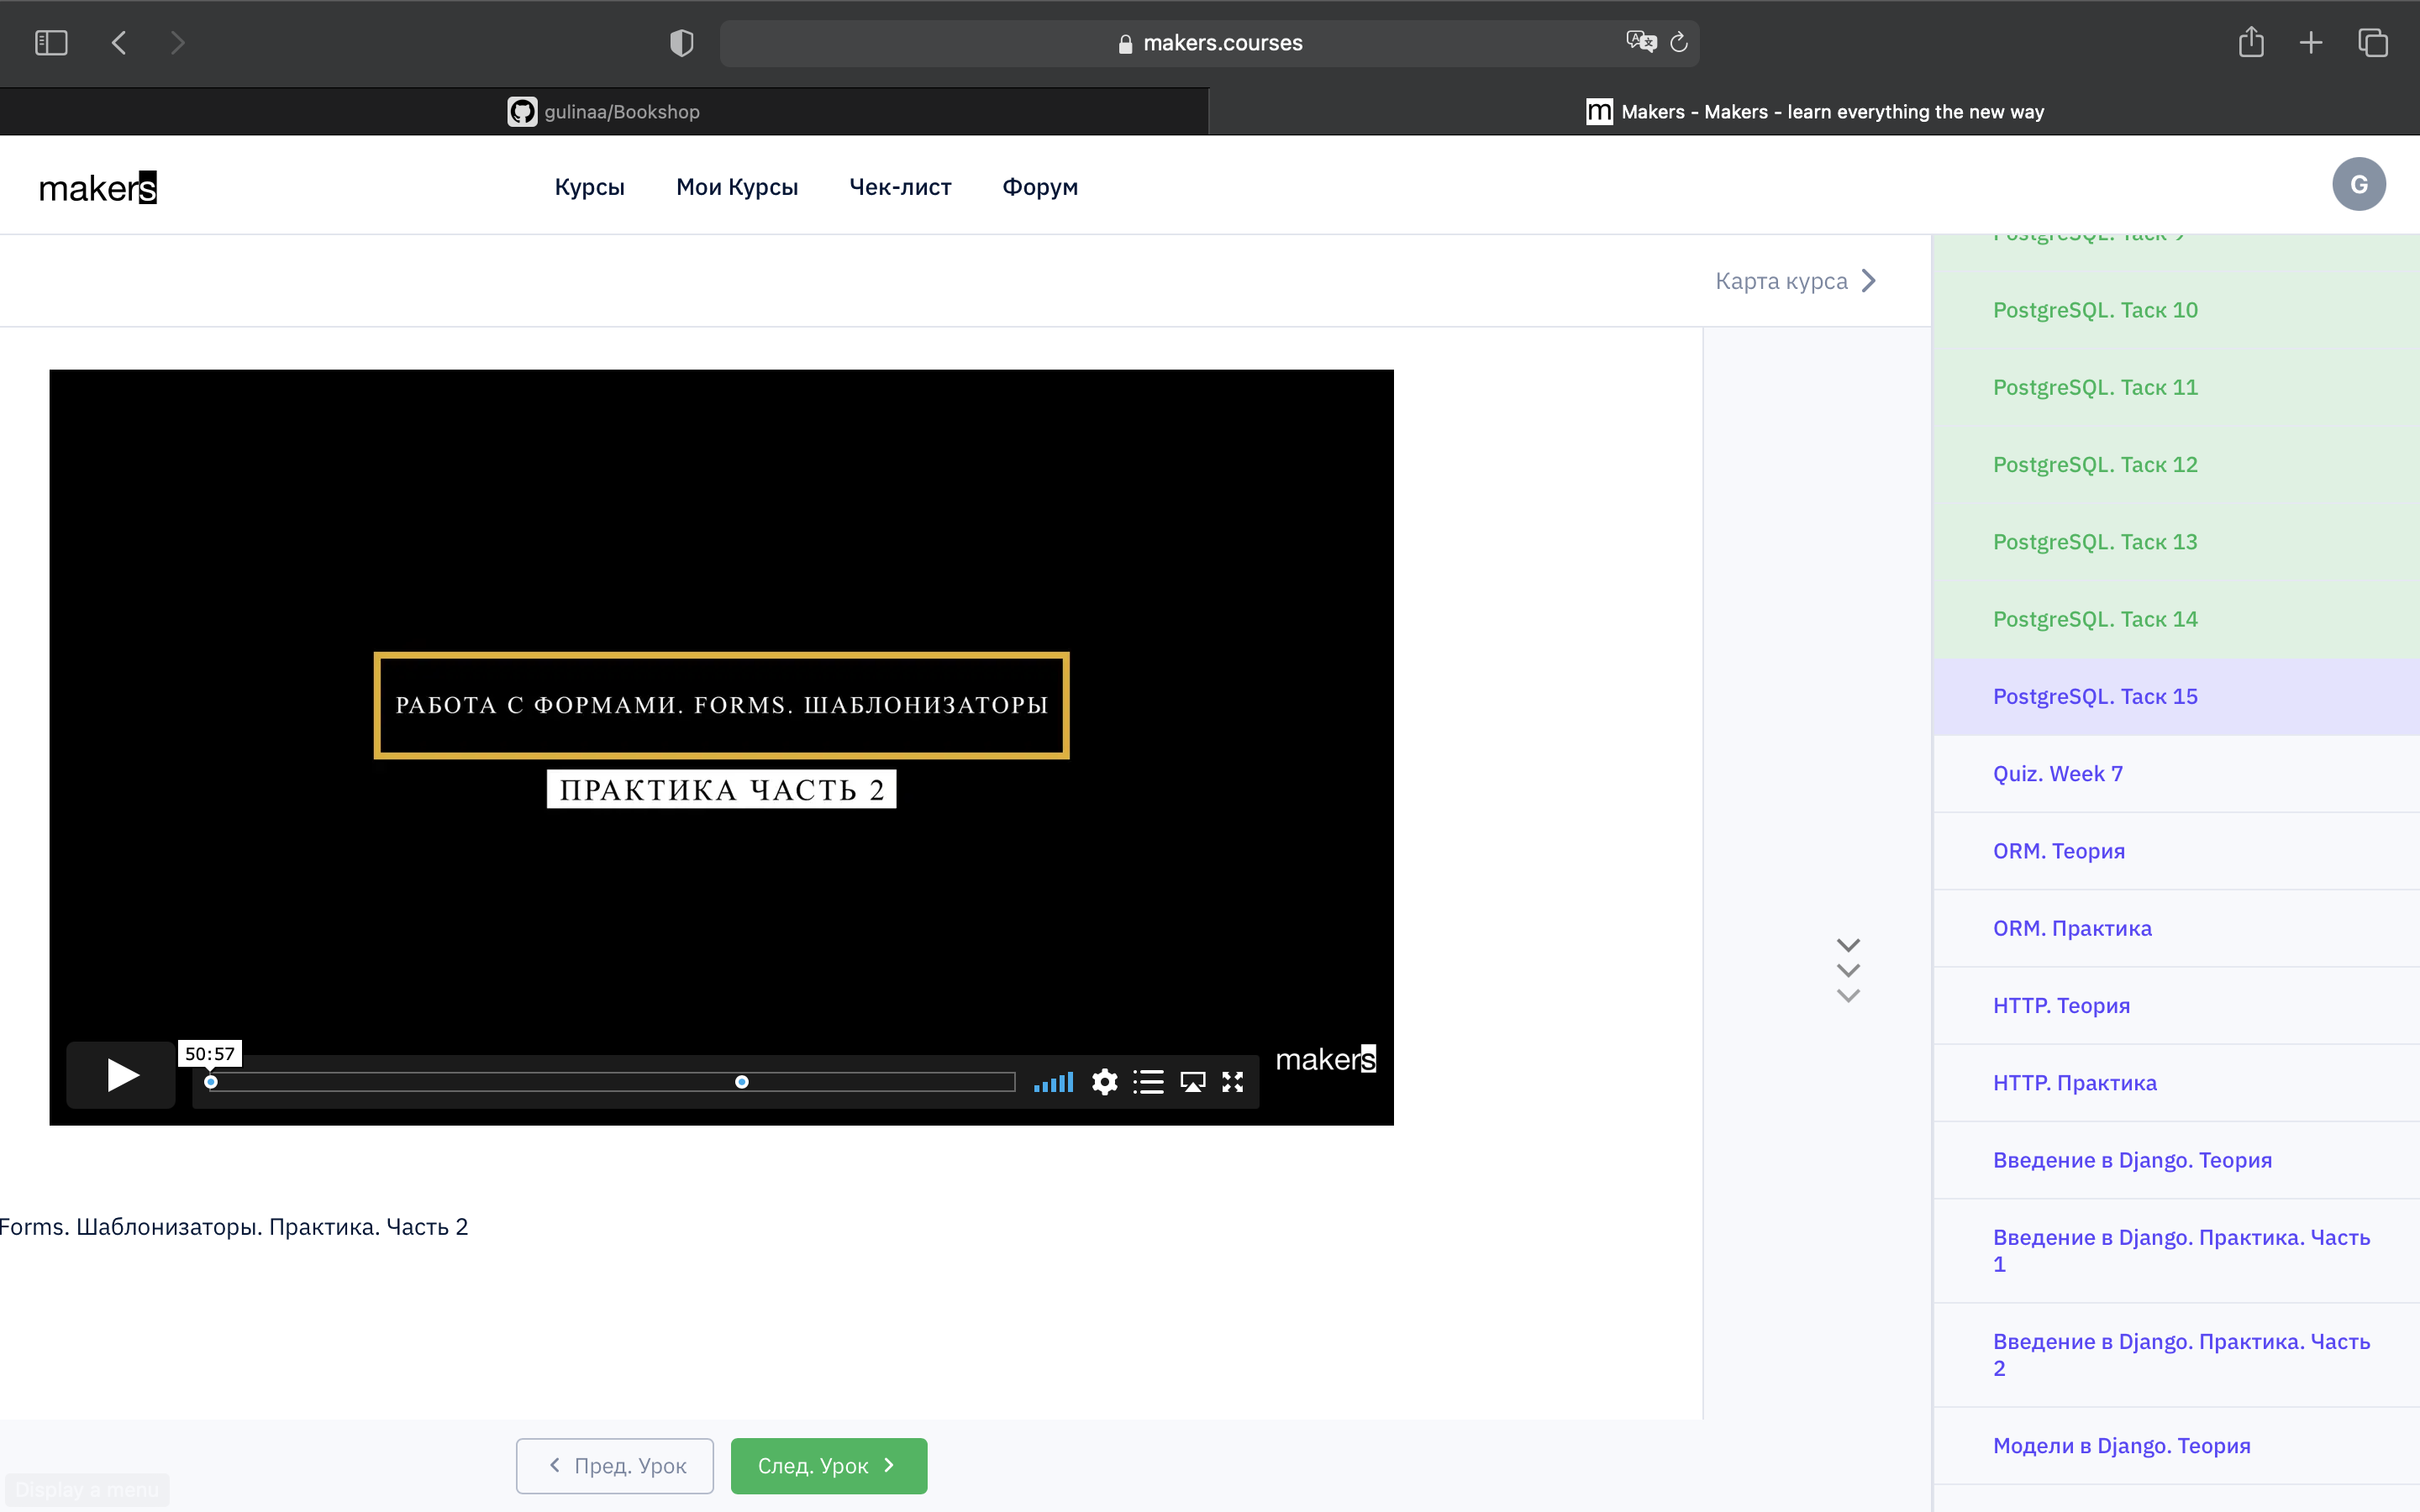 makers.courses
gulinaa/Bookshop
Makers - Makers - learn everything the new way
makers
Курсы
Мои Курсы
Чек-лист
Форум
G
Карта курса
РАБОТА С ФОРМАМИ. FORMS. ШАБЛОНИЗАТОРЫ
ПРАКТИКА ЧАСТЬ 2
50:57
makers
Forms. Шаблонизаторы. Практика. Часть 2
Пред. Урок
След. Урок
Display a menu
PostgreSQL. Таск 9
PostgreSQL. Таск 10
PostgreSQL. Таск 11
PostgreSQL. Таск 12
PostgreSQL. Таск 13
PostgreSQL. Таск 14
PostgreSQL. Таск 15
Quiz. Week 7
ORM. Теория
ORM. Практика
HTTP. Теория
HTTP. Практика
Введение в Django. Теория
Введение в Django. Практика. Часть
1
Введение в Django. Практика. Часть
2
Модели в Django. Теория